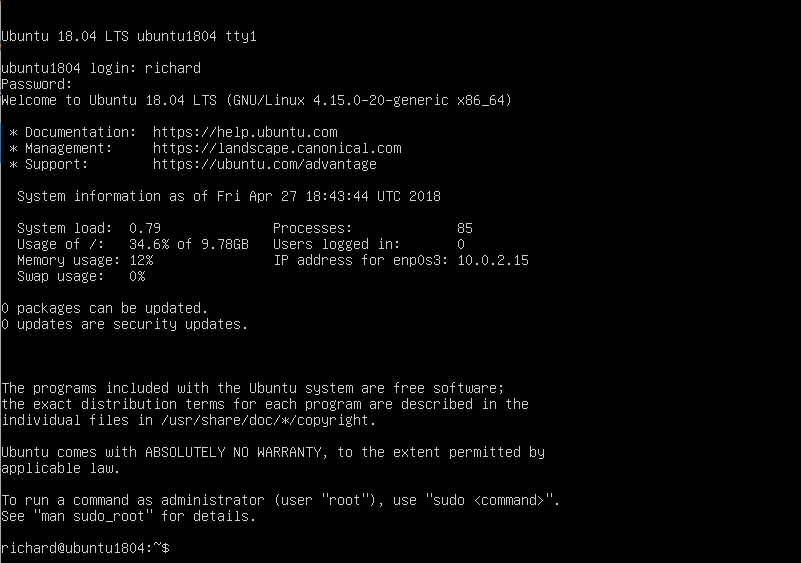 Ubuntu 18.04 LTS ubuntu1804 tty1
ubuntu1804 login: richard
Password:
Welcome to Ubuntu 18.04 LTS (GNU/Linux 4.15.0-20-generic x86_64)
* Documentation:  https://help.ubuntu.com
* Management:     https://landscape.canonical.com
* Support:        https://ubuntu.com/advantage
System information as of Fri Apr 27 18:43:44 UTC 2018
System load:  0.79              Processes:             85
Usage of /:   34.6% of 9.78GB   Users logged in:       0
Memory usage: 12%               IP address for enp0s3: 10.0.2.15
Swap usage:   0%
0 packages can be updated.
0 updates are security updates.
The programs included with the Ubuntu system are free software;
the exact distribution terms for each program are described in the
individual files in /usr/share/doc/*/copyright.
Ubuntu comes with ABSOLUTELY NO WARRANTY, to the extent permitted by
applicable law.
To run a command as administrator (user "root"), use "sudo <command>".
See "man sudo_root" for details.
richard@ubuntu1804:~$